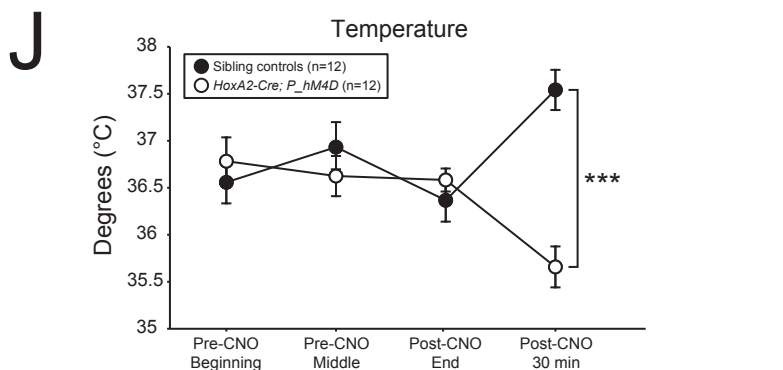 J
Temperature
38
37.5
37
36.5
36
35.5
35
Degrees (°C)
Sibling controls (n=12)
HoxA2-Cre; P_hM4D (n=12)
***
Pre-CNO Beginning
Pre-CNO Middle
Post-CNO End
Post-CNO 30 min